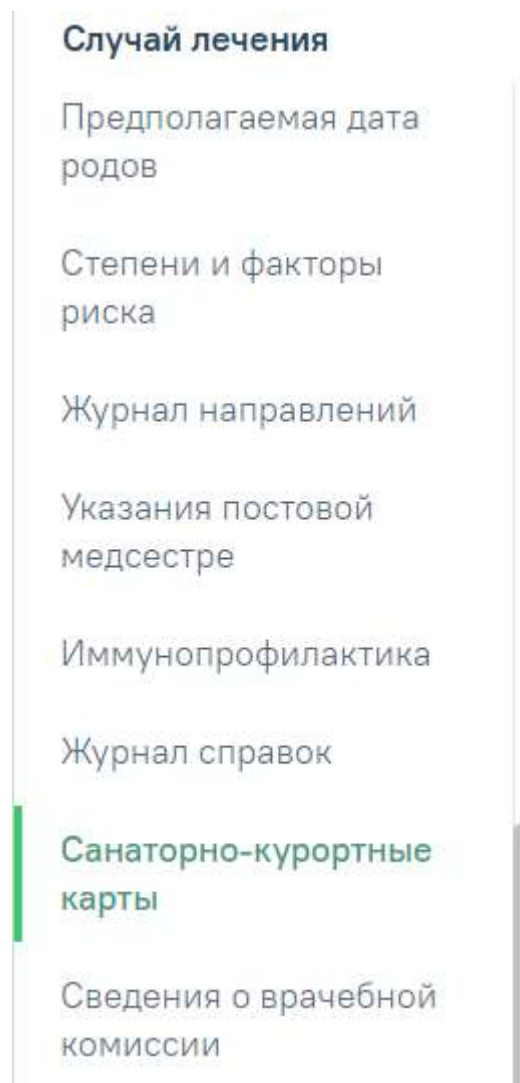 Случай лечения
Предполагаемая дата
родов
Степени и факторы
риска
Журнал направлений
Указания постовой
медсестре
Иммунопрофилактика
Журнал справок
Санаторно-курортные
карты
Сведения о врачебной
комиссии